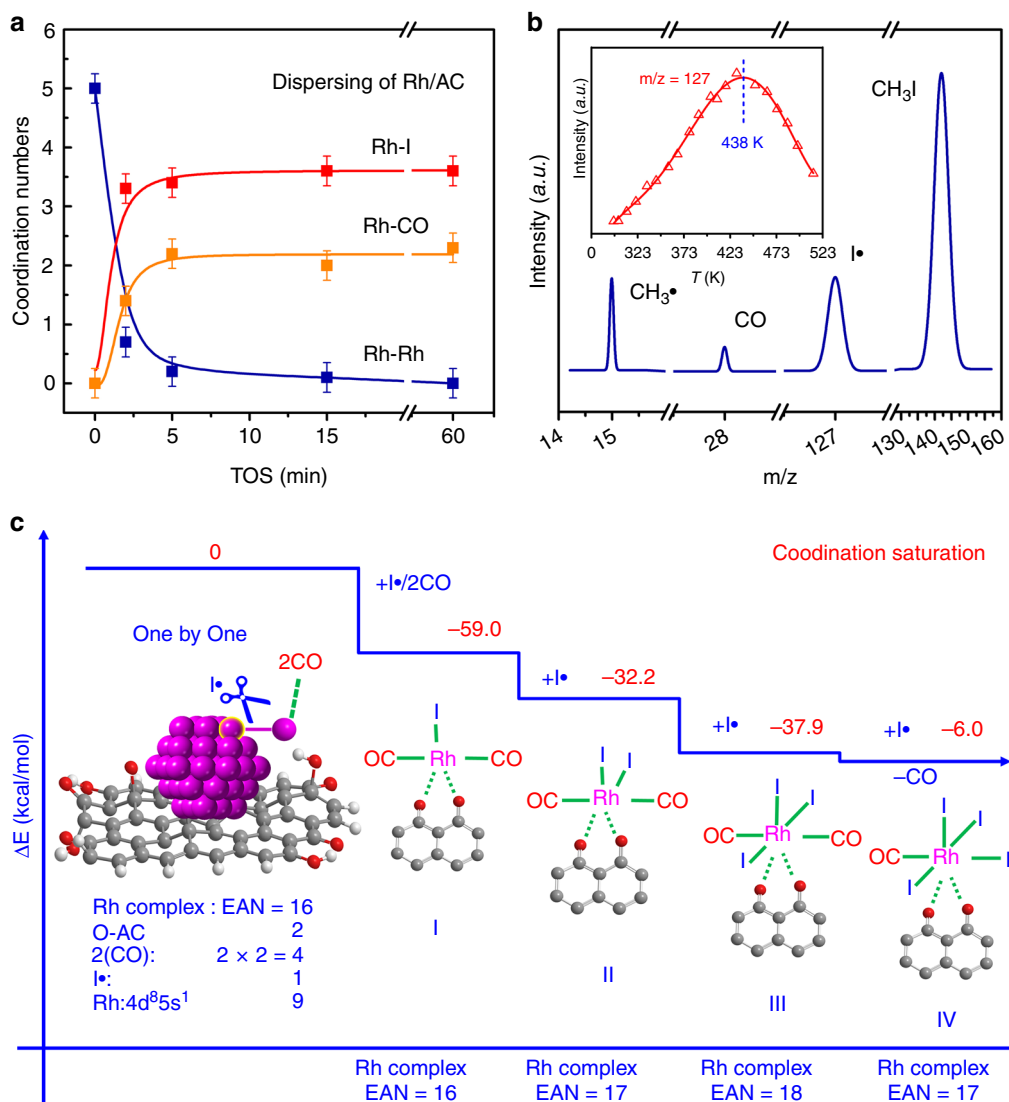 a
6
5
4
3
2
1
0
Coordination numbers
Dispersing of Rh/AC
Rh-I
Rh-CO
Rh-Rh
0 5 10 15 60
TOS (min)
b
Intensity (a.u.)
Intensity (a.u.)
m/z = 127
438 K
0 323 373 423 473 523
T (K)
CH₃•
CO
I•
CH₃I
14 15 28 127 130 140 150 160
m/z
c
ΔE (kcal/mol)
0
Coodination saturation
+I•/2CO
One by One
–59.0
2CO
I•
+I•
–32.2
+I•
–37.9
+I•
–6.0
–CO
I
OC Rh CO
I
I I
OC Rh CO
II
I I
OC Rh CO
I
III
I I
OC Rh I
I
IV
Rh complex : EAN = 16
O-AC 2
2(CO): 2 × 2 = 4
I•: 1
Rh:4d⁸5s¹ 9
Rh complex
EAN = 16
Rh complex
EAN = 17
Rh complex
EAN = 18
Rh complex
EAN = 17